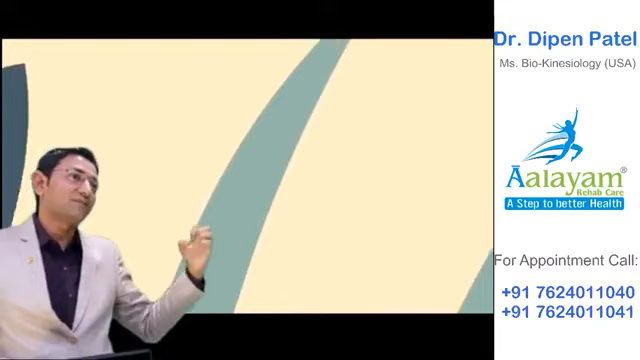 Dr. Dipen Patel
Ms. Bio-Kinesiology (USA)
Āalayam®
Rehab Care
A Step to better Health
For Appointment Call:
+91 7624011040
+91 7624011041